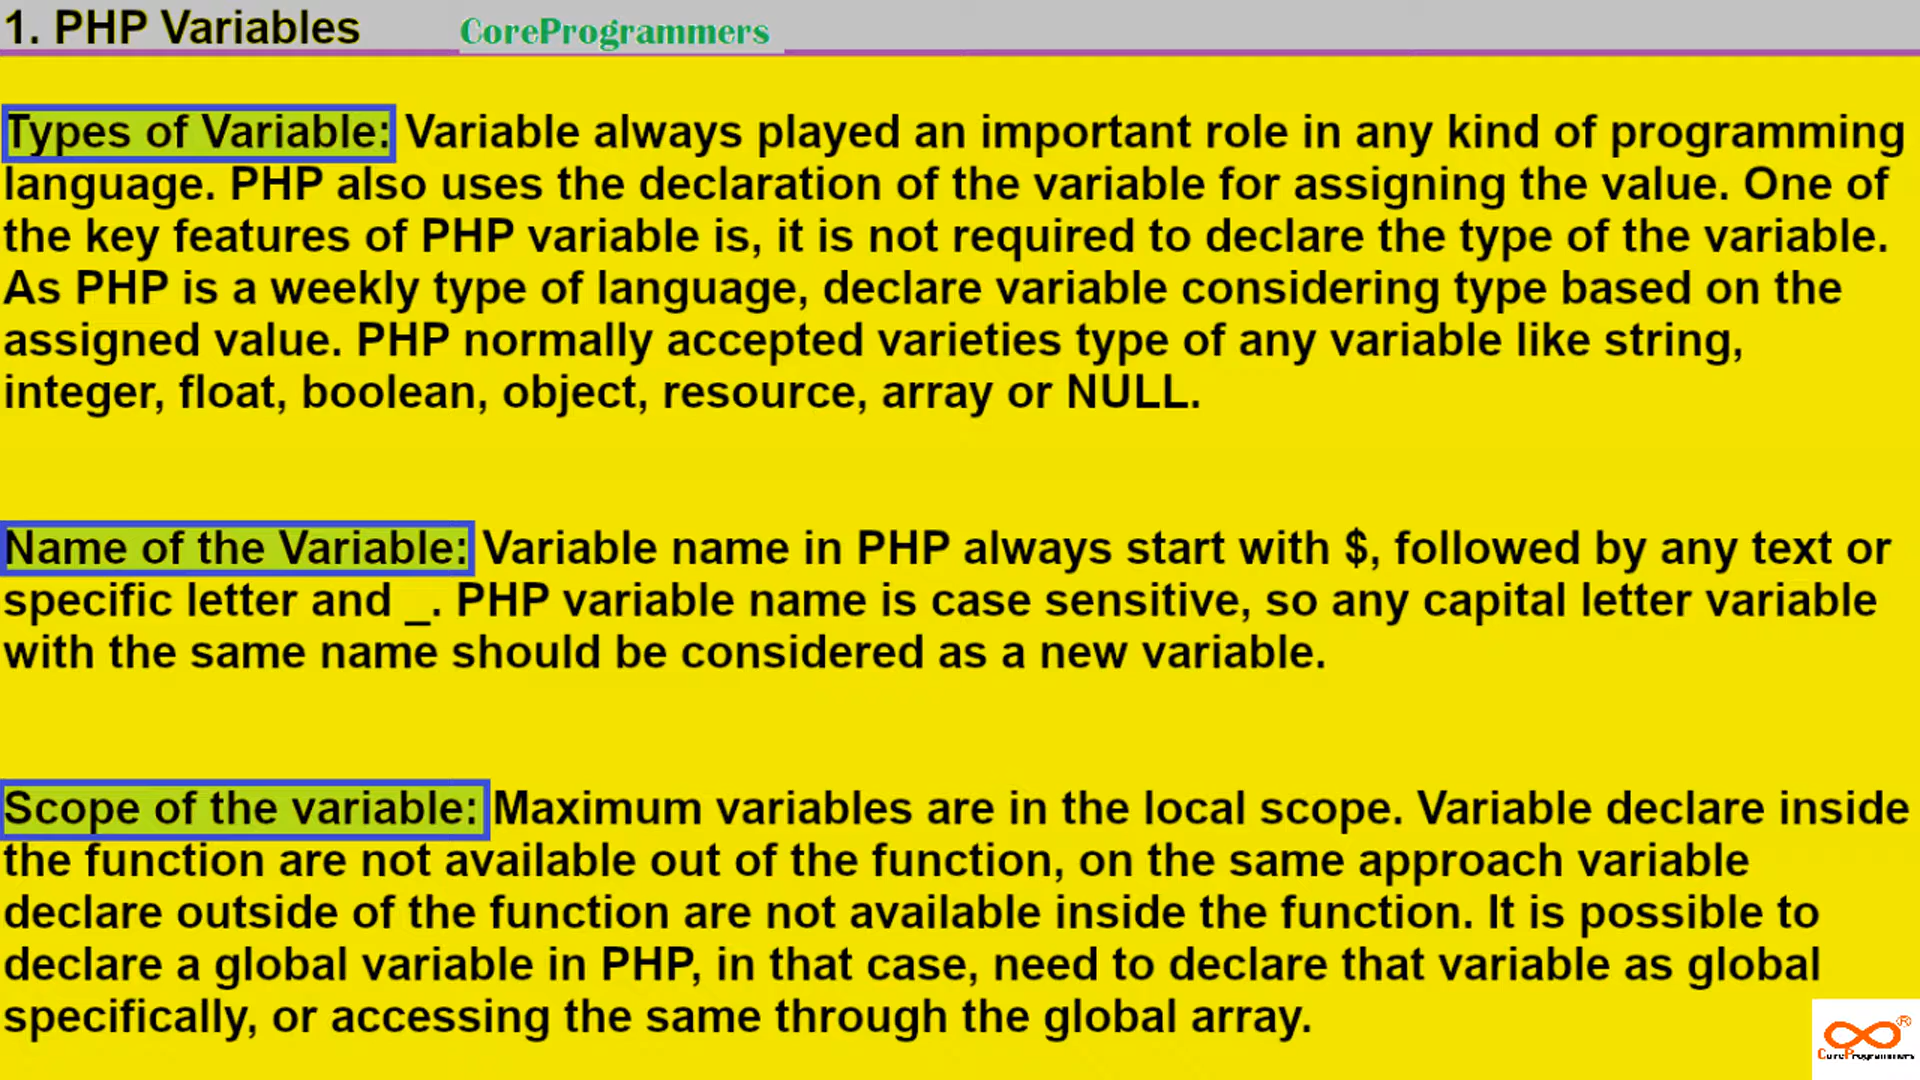 1. PHP Variables CoreProgrammers
Types of Variable: Variable always played an important role in any kind of programming
language. PHP also uses the declaration of the variable for assigning the value. One of
the key features of PHP variable is, it is not required to declare the type of the variable.
As PHP is a weekly type of language, declare variable considering type based on the
assigned value. PHP normally accepted varieties type of any variable like string,
integer, float, boolean, object, resource, array or NULL.
Name of the Variable: Variable name in PHP always start with $, followed by any text or
specific letter and _. PHP variable name is case sensitive, so any capital letter variable
with the same name should be considered as a new variable.
Scope of the variable: Maximum variables are in the local scope. Variable declare inside
the function are not available out of the function, on the same approach variable
declare outside of the function are not available inside the function. It is possible to
declare a global variable in PHP, in that case, need to declare that variable as global
specifically, or accessing the same through the global array.
®
CoreProgrammers